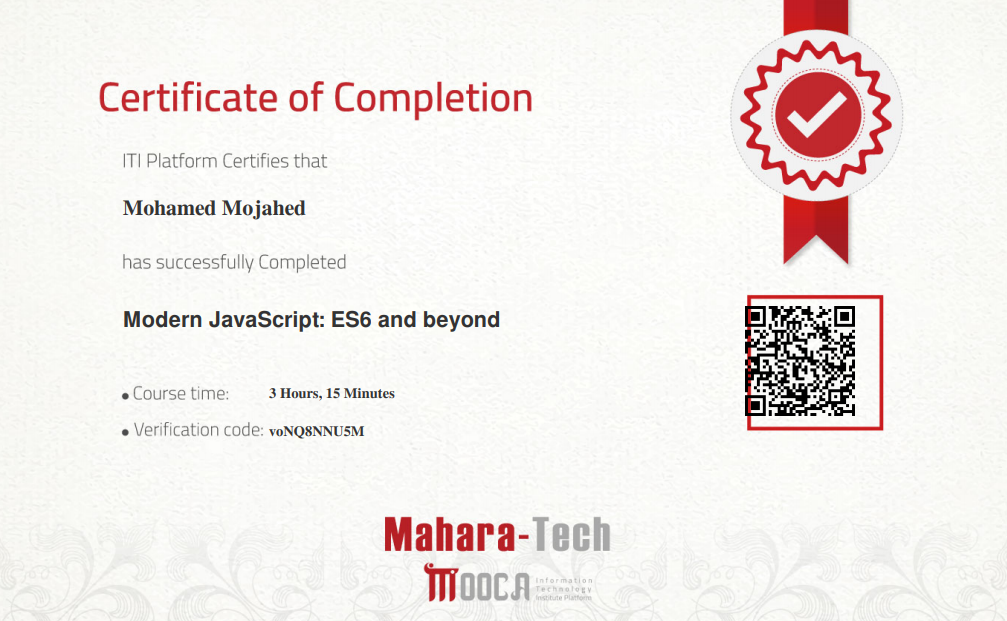 Certificate of Completion
ITI Platform Certifies that
Mohamed Mojahed
has successfully Completed
Modern JavaScript: ES6 and beyond
Course time: 3 Hours, 15 Minutes
Verification code: voNQ8NNU5M
Mahara-Tech
MOOCA
Information
Technology
Institute Platform